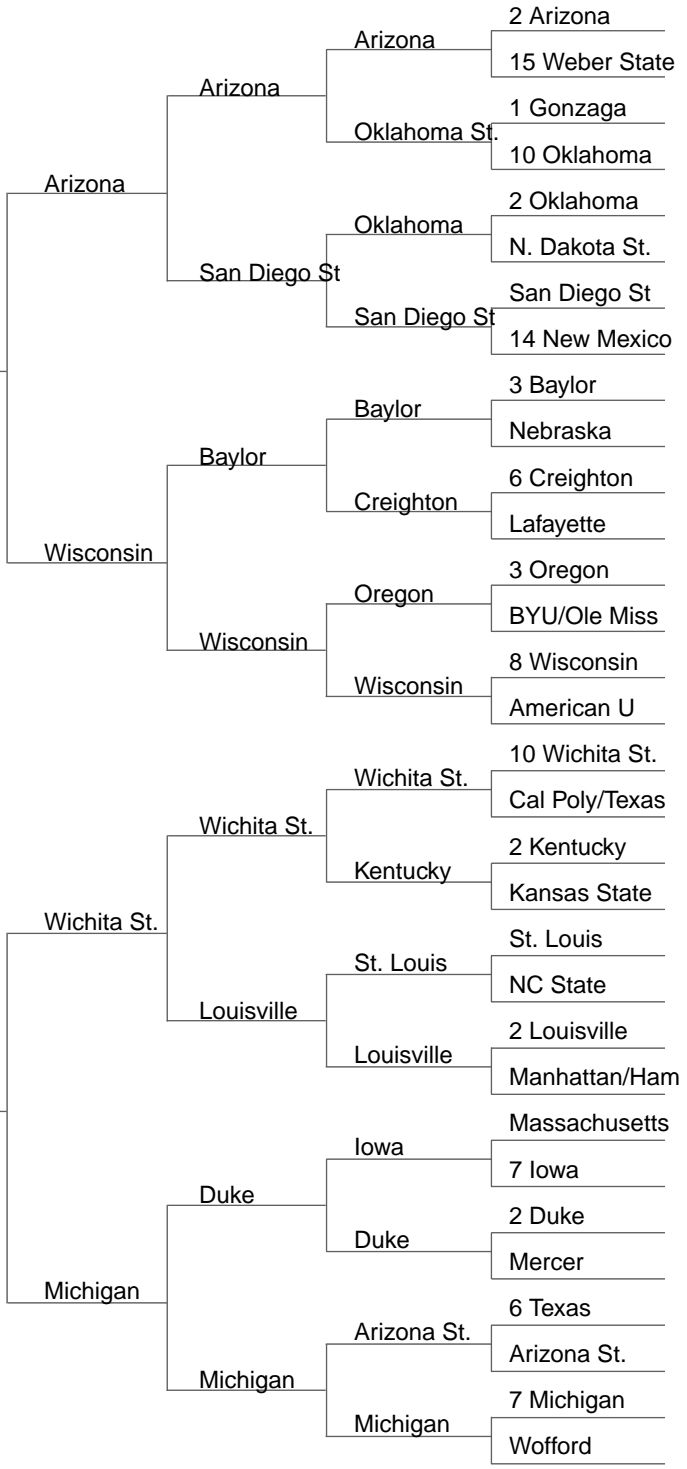 2 Arizona
Arizona
15 Weber State
Arizona
1 Gonzaga
Oklahoma St.
10 Oklahoma
Arizona
2 Oklahoma
Oklahoma
N. Dakota St.
San Diego St
San Diego St
San Diego St
14 New Mexico
3 Baylor
Baylor
Nebraska
Baylor
6 Creighton
Creighton
Lafayette
Wisconsin
3 Oregon
Oregon
BYU/Ole Miss
Wisconsin
8 Wisconsin
Wisconsin
American U
10 Wichita St.
Wichita St.
Cal Poly/Texas
Wichita St.
2 Kentucky
Kentucky
Kansas State
Wichita St.
St. Louis
St. Louis
NC State
Louisville
2 Louisville
Louisville
Manhattan/Ham
Massachusetts
Iowa
7 Iowa
Duke
2 Duke
Duke
Mercer
Michigan
6 Texas
Arizona St.
Arizona St.
Michigan
7 Michigan
Michigan
Wofford